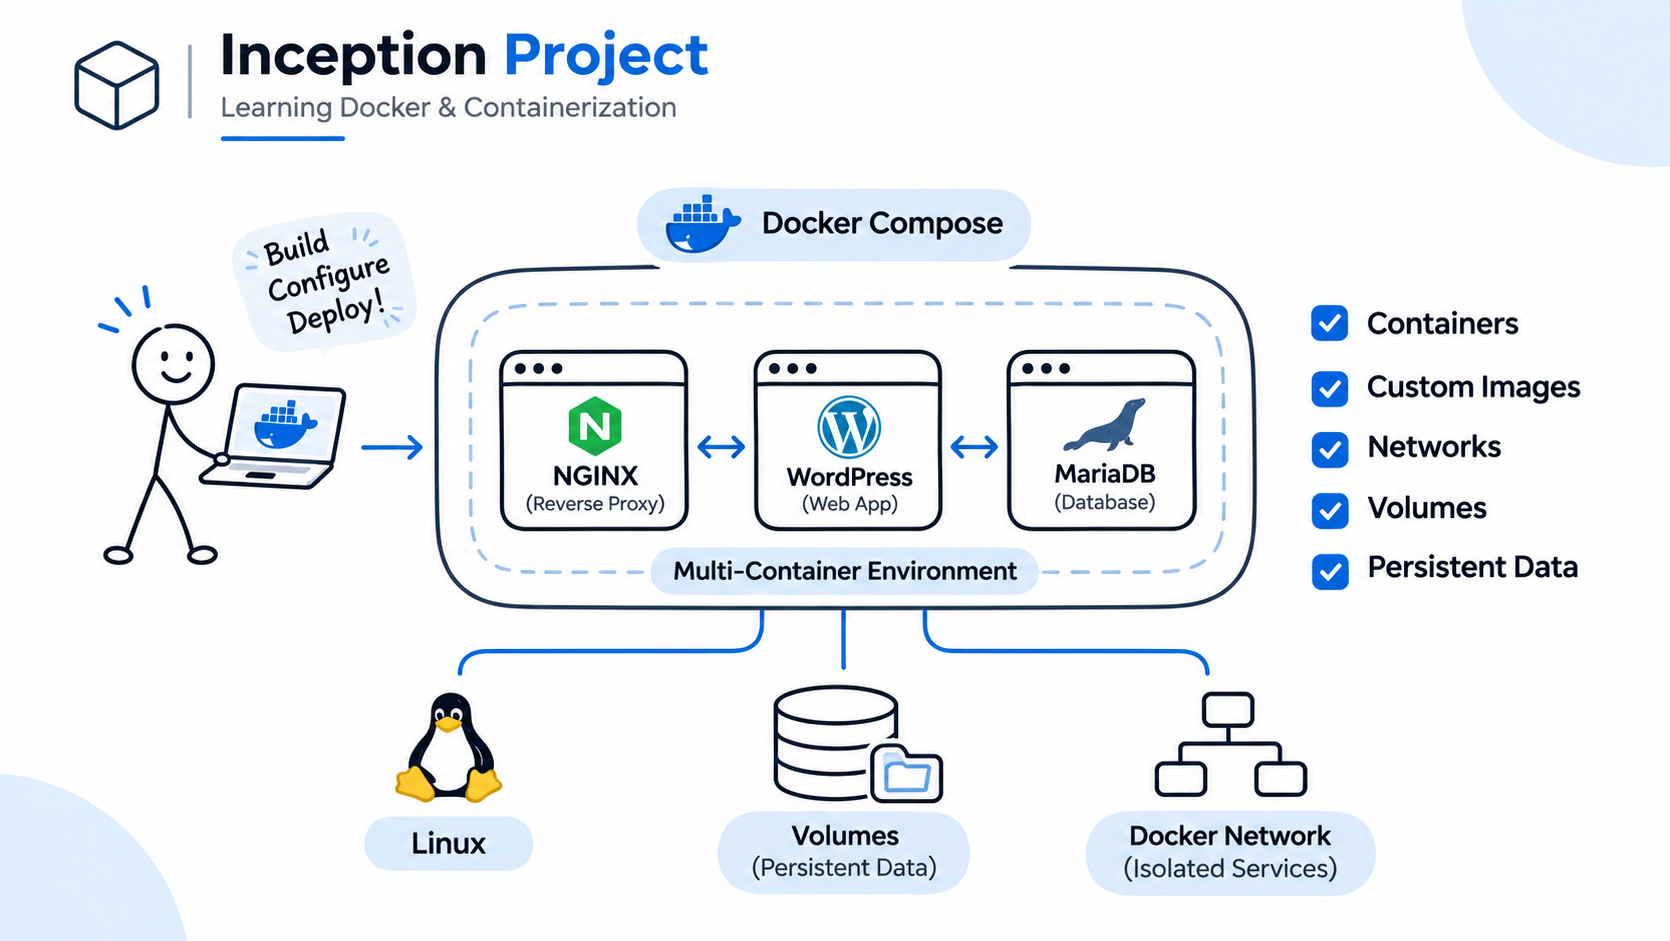 Inception Project
Learning Docker & Containerization
Docker Compose
Build
Configure
Deploy!
N
NGINX
(Reverse Proxy)
W
WordPress
(Web App)
MariaDB
(Database)
Multi-Container Environment
Containers
Custom Images
Networks
Volumes
Persistent Data
Linux
Volumes
(Persistent Data)
Docker Network
(Isolated Services)